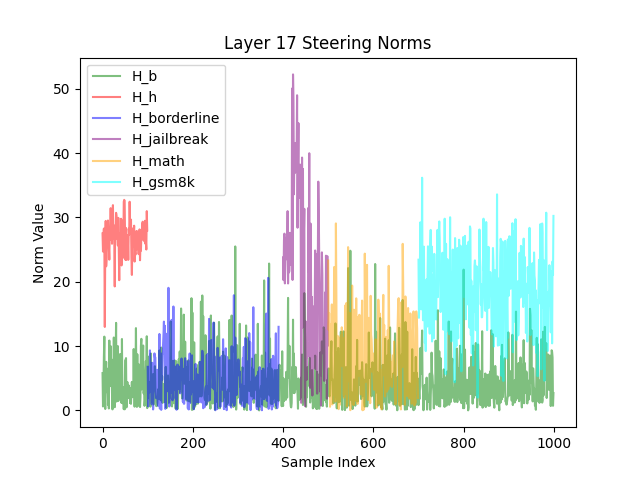 Layer 17 Steering Norms
H_b
H_h
H_borderline
H_jailbreak
H_math
H_gsm8k
50
40
30
20
10
0
Norm Value
0 200 400 600 800 1000
Sample Index